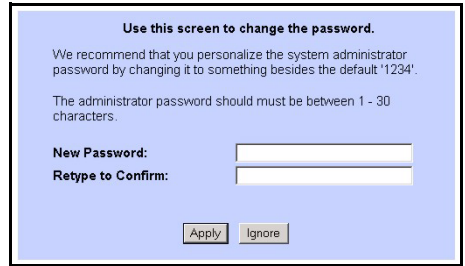 Use this screen to change the password.
We recommend that you personalize the system administrator
password by changing it to something besides the default '1234'.
The administrator password should must be between 1 - 30
characters.
New Password:
Retype to Confirm:
Apply Ignore